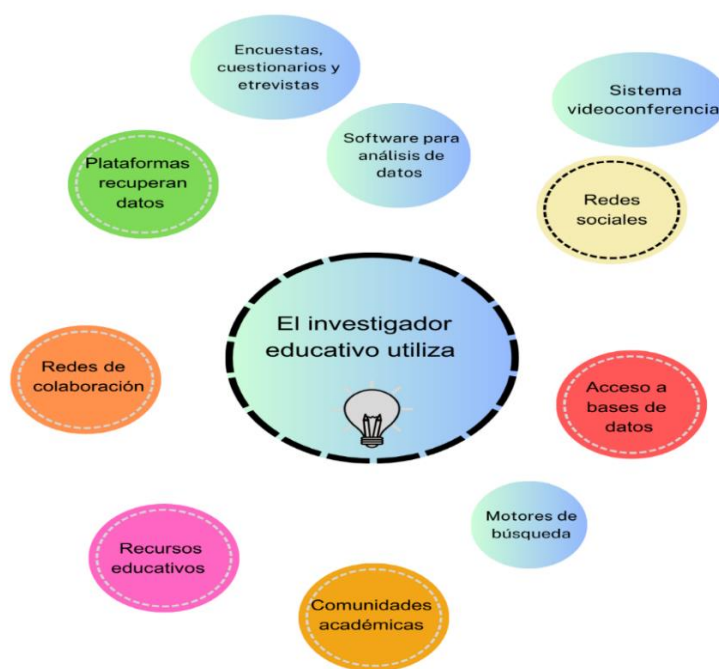 Encuestas,
cuestionarios y
etrevistas
Sistema
videoconferencia
Software para
análisis de
datos
Plataformas
recuperan
datos
Redes
sociales
El investigador
educativo utiliza
Redes de
colaboración
Acceso a
bases de
datos
Motores de
búsqueda
Recursos
educativos
Comunidades
académicas